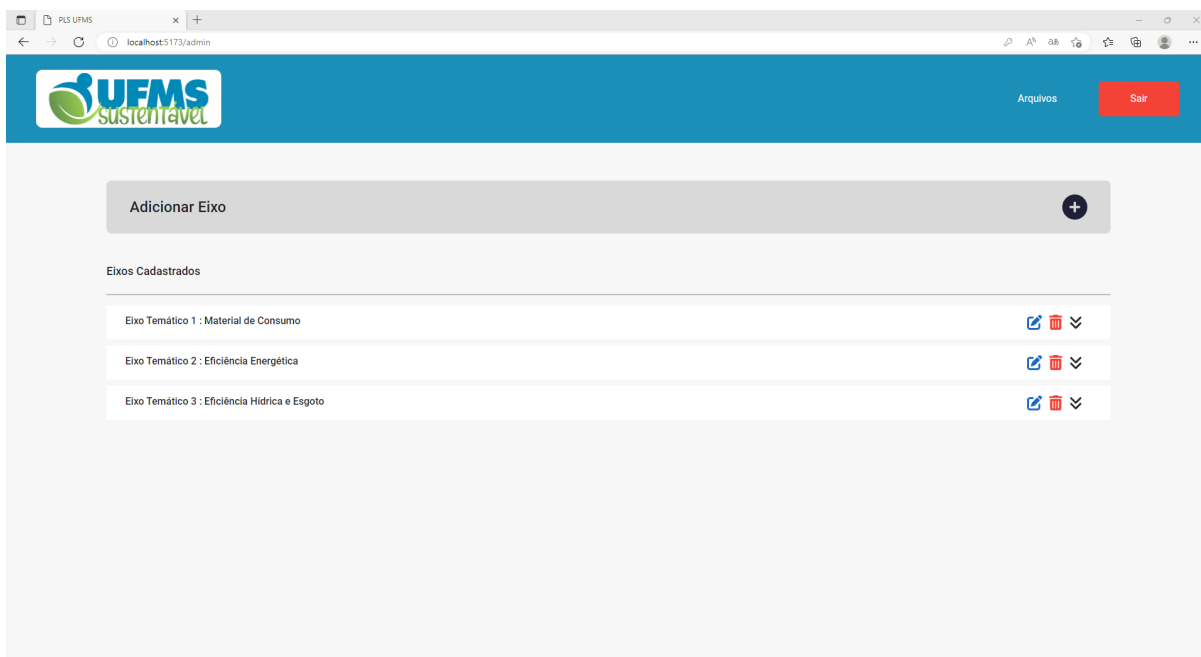 PLS UFMS
localhost:5173/admin
UFMS
SUSTENTÁVEL
Arquivos
Sair
Adicionar Eixo
Eixos Cadastrados
Eixo Temático 1 : Material de Consumo
Eixo Temático 2 : Eficiência Energética
Eixo Temático 3 : Eficiência Hídrica e Esgoto